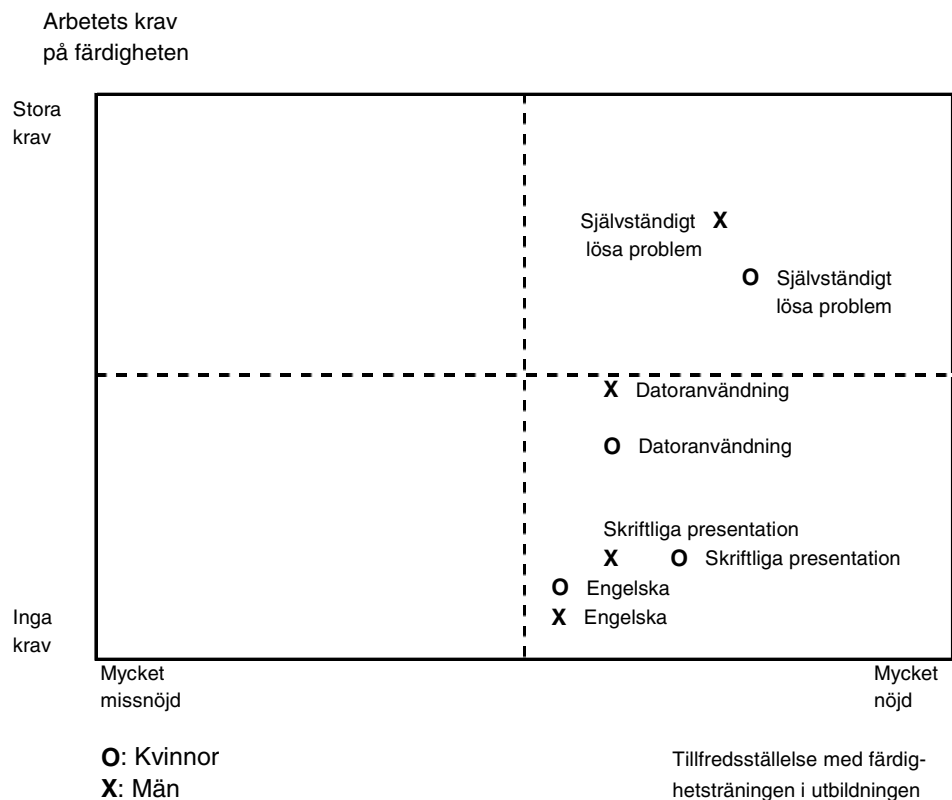 Arbetets krav
på färdigheten
Stora
krav
Självständigt X
lösa problem
O Självständigt
lösa problem
X Datoranvändning
O Datoranvändning
Skriftliga presentation
X O Skriftliga presentation
O Engelska
X Engelska
Inga
krav
Mycket
missnöjd
Mycket
nöjd
O: Kvinnor
X: Män
Tillfredsställelse med färdig-
hetsträningen i utbildningen